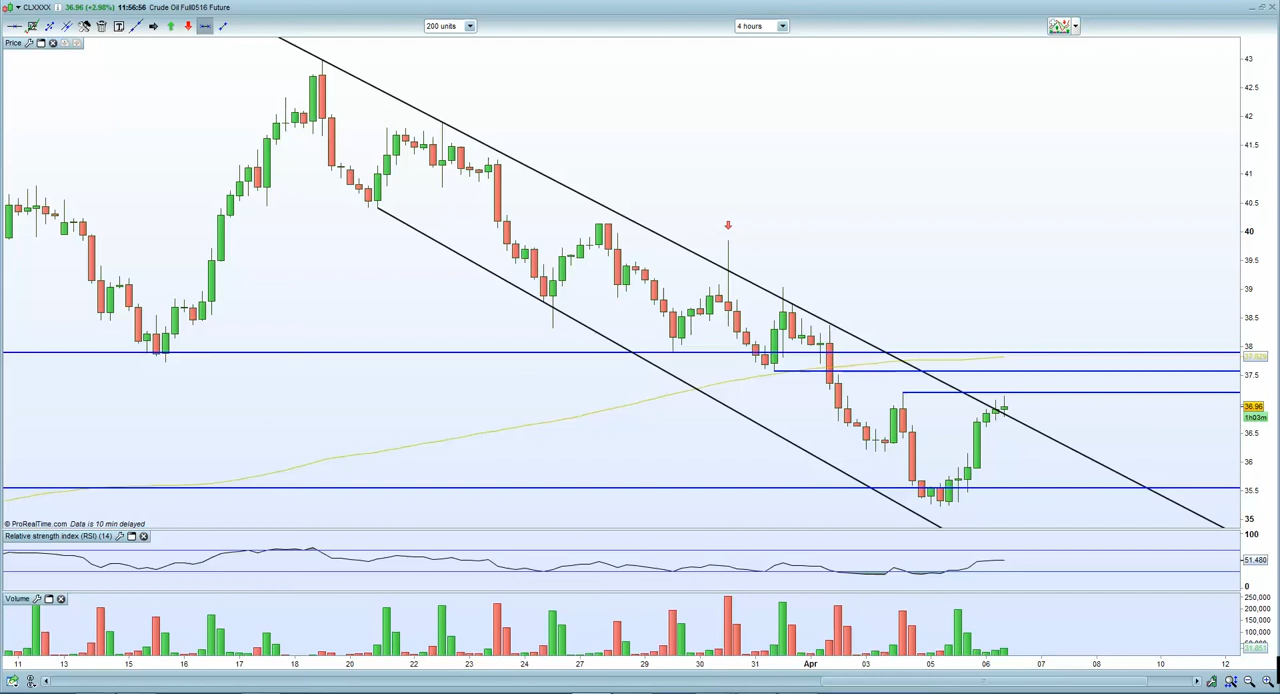 CLXXXX 36.96 (+2.98%) 11:56:56 Crude Oil Full0516 Future
200 units
4 hours
Price
43
42.5
42
41.5
41
40.5
40
39.5
39
38.5
38
37.5
36.96
1h03m
36.5
36
35.5
35
© ProRealTime.com Data is 10 min delayed
Relative strength index (RSI) (14)
100
51.480
0
Volume
250,000
200,000
150,000
100,000
31,851
11 13 15 16 17 18 20 22 24 27 29 30 31 Apr 03 05 06 07 08 10 12